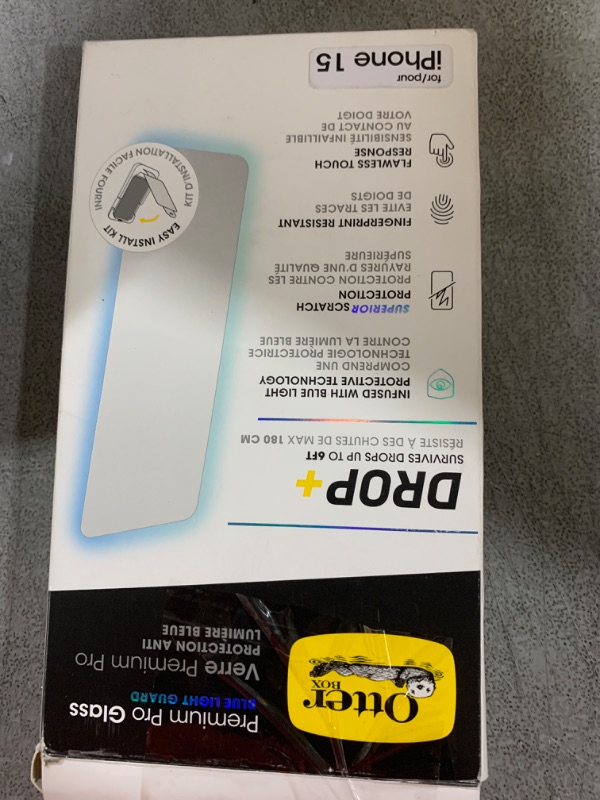 Otter
BOX
Premium Pro Glass
BLUE LIGHT GUARD
Verre Premium Pro
PROTECTION ANTI
LUMIÈRE BLEUE
DROP+
SURVIVES DROPS UP TO 6FT
RÉSISTE À DES CHUTES DE MAX 180 CM
INFUSED WITH BLUE LIGHT
PROTECTIVE TECHNOLOGY
COMPREND UNE
TECHNOLOGIE PROTECTRICE
CONTRE LA LUMIÈRE BLEUE
SUPERIOR SCRATCH
PROTECTION
PROTECTION CONTRE LES
RAYURES D'UNE QUALITÉ
SUPÉRIEURE
FINGERPRINT RESISTANT
ÉVITE LES TRACES
DE DOIGTS
FLAWLESS TOUCH
RESPONSE
SENSIBILITÉ INFAILLIBLE
AU CONTACT DE
VOTRE DOIGT
EASY INSTALL KIT
KIT D'INSTALLATION FACILE FOURNI
for/pour
iPhone 15